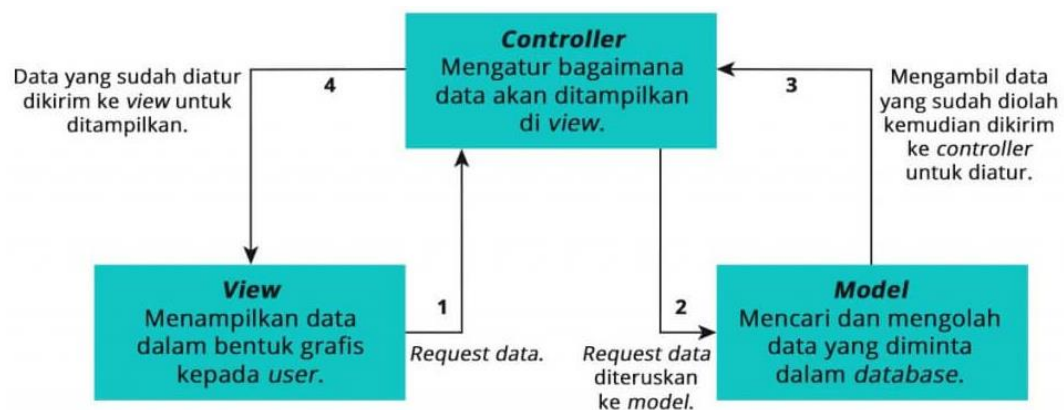 Controller
Mengatur bagaimana
data akan ditampilkan
di view.
Data yang sudah diatur
dikirim ke view untuk
ditampilkan.
4
3
Mengambil data
yang sudah diolah
kemudian dikirim
ke controller
untuk diatur.
View
Menampilkan data
dalam bentuk grafis
kepada user.
1
Request data.
2
Request data
diteruskan
ke model.
Model
Mencari dan mengolah
data yang diminta
dalam database.